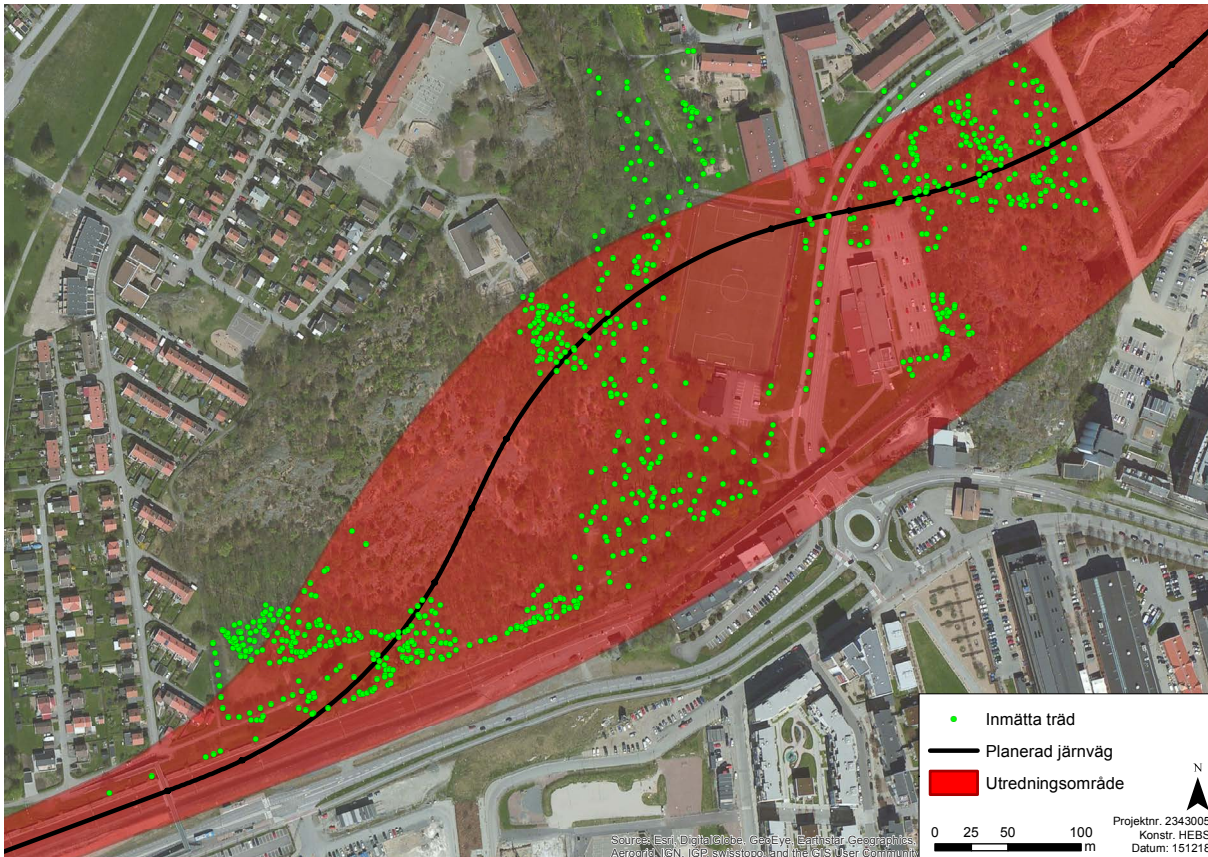 Inmätta träd
Planerad järnväg
Utredningsområde
N
0 25 50 100
m
Projektnr. 2343005
Konstr. HEBS
Datum: 151218
Source: Esri, DigitalGlobe, GeoEye, Earthstar Geographics,
Aerogrid, IGN, IGP, swisstopo, and the GIS User Community